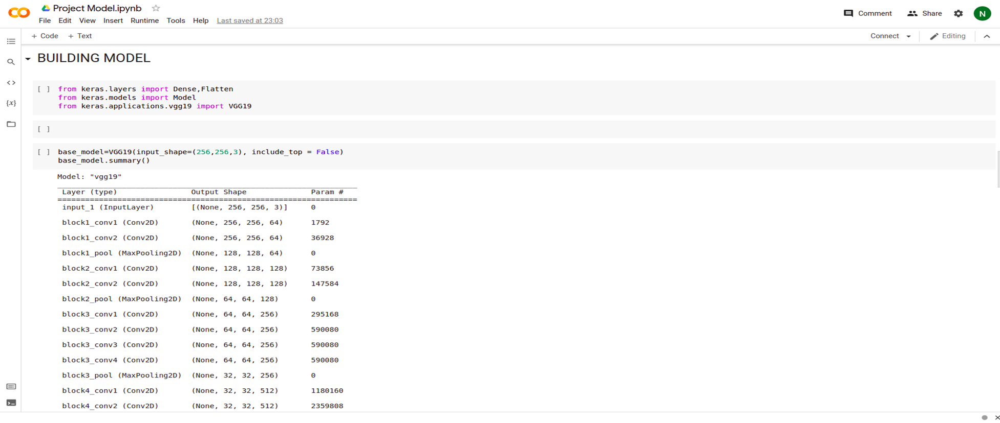 Project Model.ipynb
File Edit View Insert Runtime Tools Help Last saved at 23:03
Comment Share N
+ Code + Text
Connect Editing
BUILDING MODEL
[ ] from keras.layers import Dense,Flatten
from keras.models import Model
from keras.applications.vgg19 import VGG19
[ ]
[ ] base_model=VGG19(input_shape=(256,256,3), include_top = False)
base_model.summary()
Model: "vgg19"
Layer (type) Output Shape Param #
=================================================================
input_1 (InputLayer) [(None, 256, 256, 3)] 0
block1_conv1 (Conv2D) (None, 256, 256, 64) 1792
block1_conv2 (Conv2D) (None, 256, 256, 64) 36928
block1_pool (MaxPooling2D) (None, 128, 128, 64) 0
block2_conv1 (Conv2D) (None, 128, 128, 128) 73856
block2_conv2 (Conv2D) (None, 128, 128, 128) 147584
block2_pool (MaxPooling2D) (None, 64, 64, 128) 0
block3_conv1 (Conv2D) (None, 64, 64, 256) 295168
block3_conv2 (Conv2D) (None, 64, 64, 256) 590080
block3_conv3 (Conv2D) (None, 64, 64, 256) 590080
block3_conv4 (Conv2D) (None, 64, 64, 256) 590080
block3_pool (MaxPooling2D) (None, 32, 32, 256) 0
block4_conv1 (Conv2D) (None, 32, 32, 512) 1180160
block4_conv2 (Conv2D) (None, 32, 32, 512) 2359808